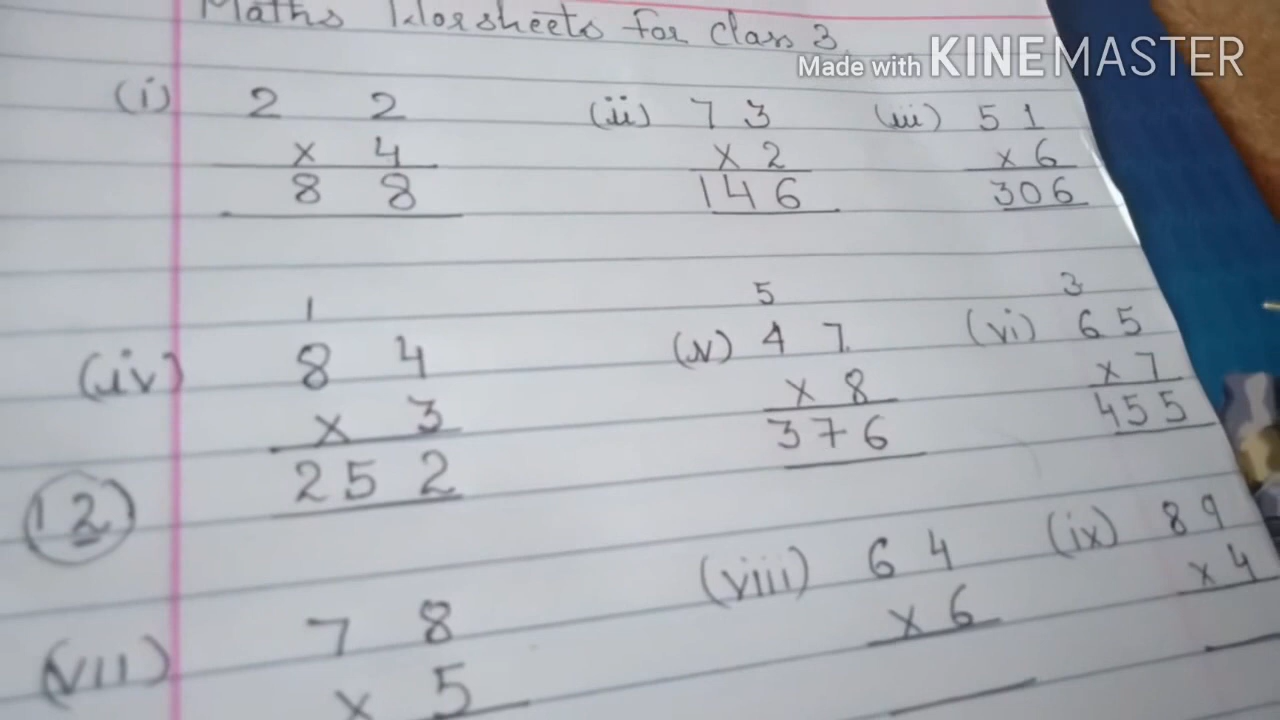 Maths Worsheets for class 3.
Made with KINEMASTER
(i) 2 2 (ii) 7 3 (iii) 5 1
x 4 x 2 x 6
8 8 146 306
1 5 3
(iv) 8 4 (v) 4 7 (vi) 6 5
x 3 x 8 x 7
252 376 455
12
(vii) 7 8 (viii) 6 4 (ix) 8 9
x 5 x 6 x 4